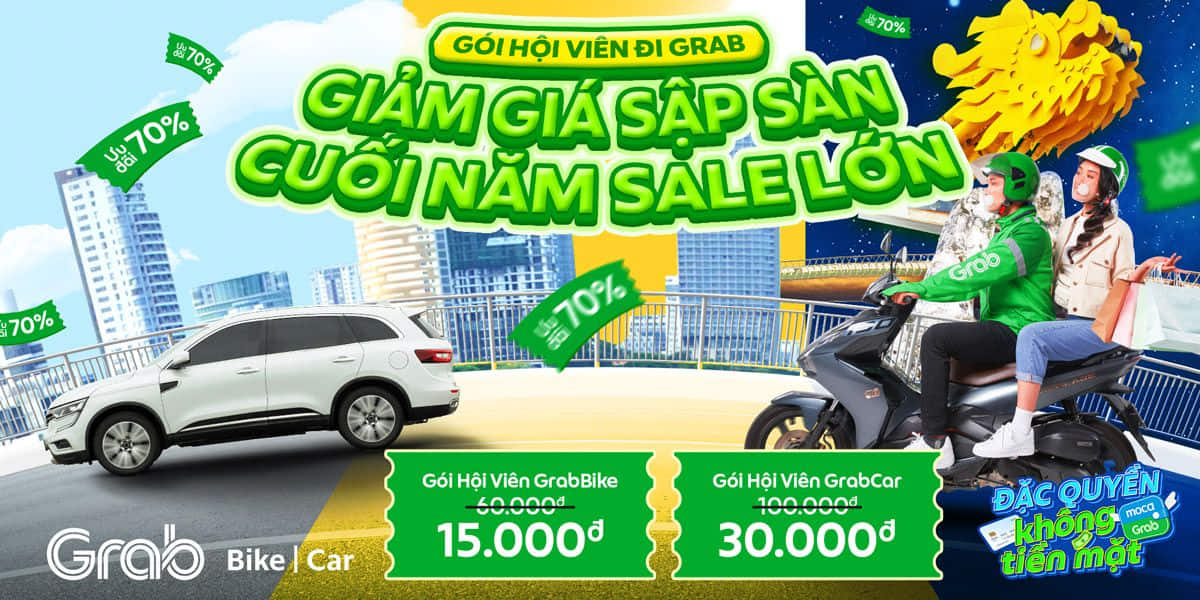 GÓI HỘI VIÊN ĐI GRAB
GIẢM GIÁ SẬP SÀN
CUỐI NĂM SALE LỚN
Ưu đãi 70%
Ưu đãi 70%
Ưu đãi 70%
Ưu đãi 70%
Ưu đãi 70%
Ưu đãi
Grab
Gói Hội Viên GrabBike
60.000đ
15.000đ
Gói Hội Viên GrabCar
100.000đ
30.000đ
Grab Bike | Car
ĐẶC QUYỀN
không
tiền mặt
moca
Grab